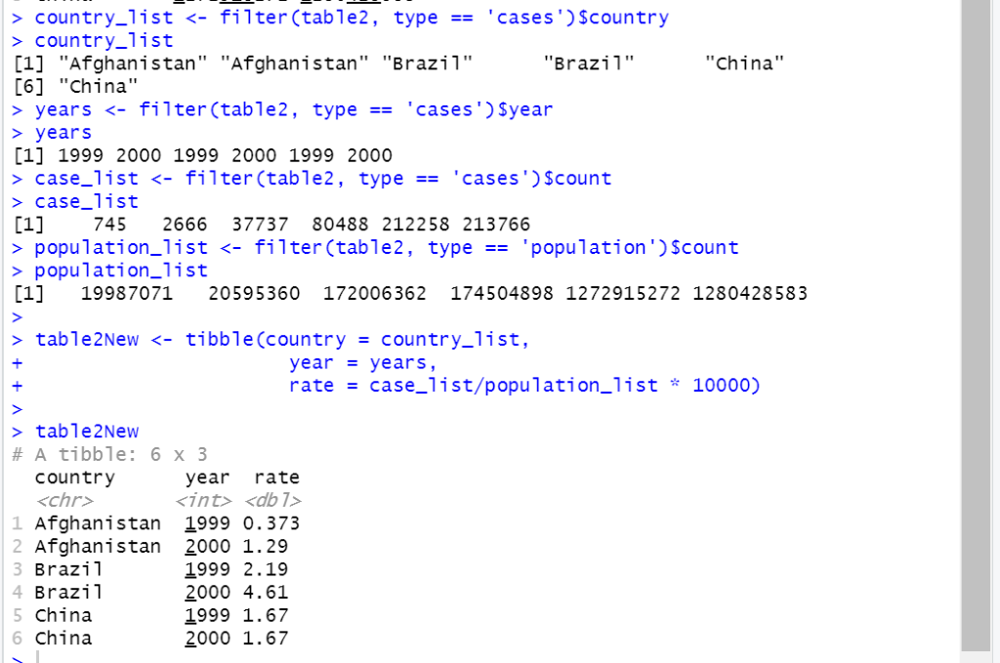 > country_list <- filter(table2, type == 'cases')$country
> country_list
[1] "Afghanistan" "Afghanistan" "Brazil"      "Brazil"      "China"
[6] "China"
> years <- filter(table2, type == 'cases')$year
> years
[1] 1999 2000 1999 2000 1999 2000
> case_list <- filter(table2, type == 'cases')$count
> case_list
[1]    745   2666  37737  80488 212258 213766
> population_list <- filter(table2, type == 'population')$count
> population_list
[1]   19987071   20595360  172006362  174504898 1272915272 1280428583
>
> table2New <- tibble(country = country_list,
+                       year = years,
+                       rate = case_list/population_list * 10000)
>
> table2New
# A tibble: 6 x 3
  country      year  rate
  <chr>       <int> <dbl>
1 Afghanistan  1999 0.373
2 Afghanistan  2000 1.29
3 Brazil       1999 2.19
4 Brazil       2000 4.61
5 China        1999 1.67
6 China        2000 1.67
>